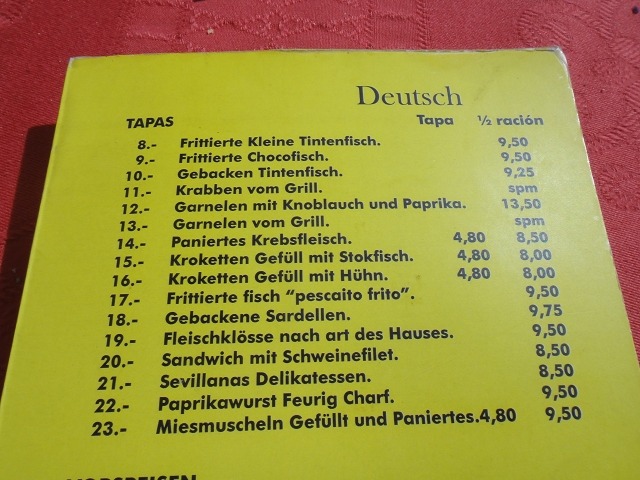 Deutsch
TAPAS Tapa ½ ración
8.- Frittierte Kleine Tintenfisch. 9,50
9.- Frittierte Chocofisch. 9,50
10.- Gebacken Tintenfisch. 9,25
11.- Krabben vom Grill. spm
12.- Garnelen mit Knoblauch und Paprika. 13,50
13.- Garnelen vom Grill. spm
14.- Paniertes Krebsfleisch. 4,80 8,50
15.- Kroketten Gefüll mit Stokfisch. 4,80 8,00
16.- Kroketten Gefüll mit Hühn. 4,80 8,00
17.- Frittierte fisch “pescaito frito”. 9,50
18.- Gebackene Sardellen. 9,75
19.- Fleischklösse nach art des Hauses. 9,50
20.- Sandwich mit Schweinefilet. 8,50
21.- Sevillanas Delikatessen. 8,50
22.- Paprikawurst Feurig Charf. 9,50
23.- Miesmuscheln Gefüllt und Paniertes. 4,80 9,50